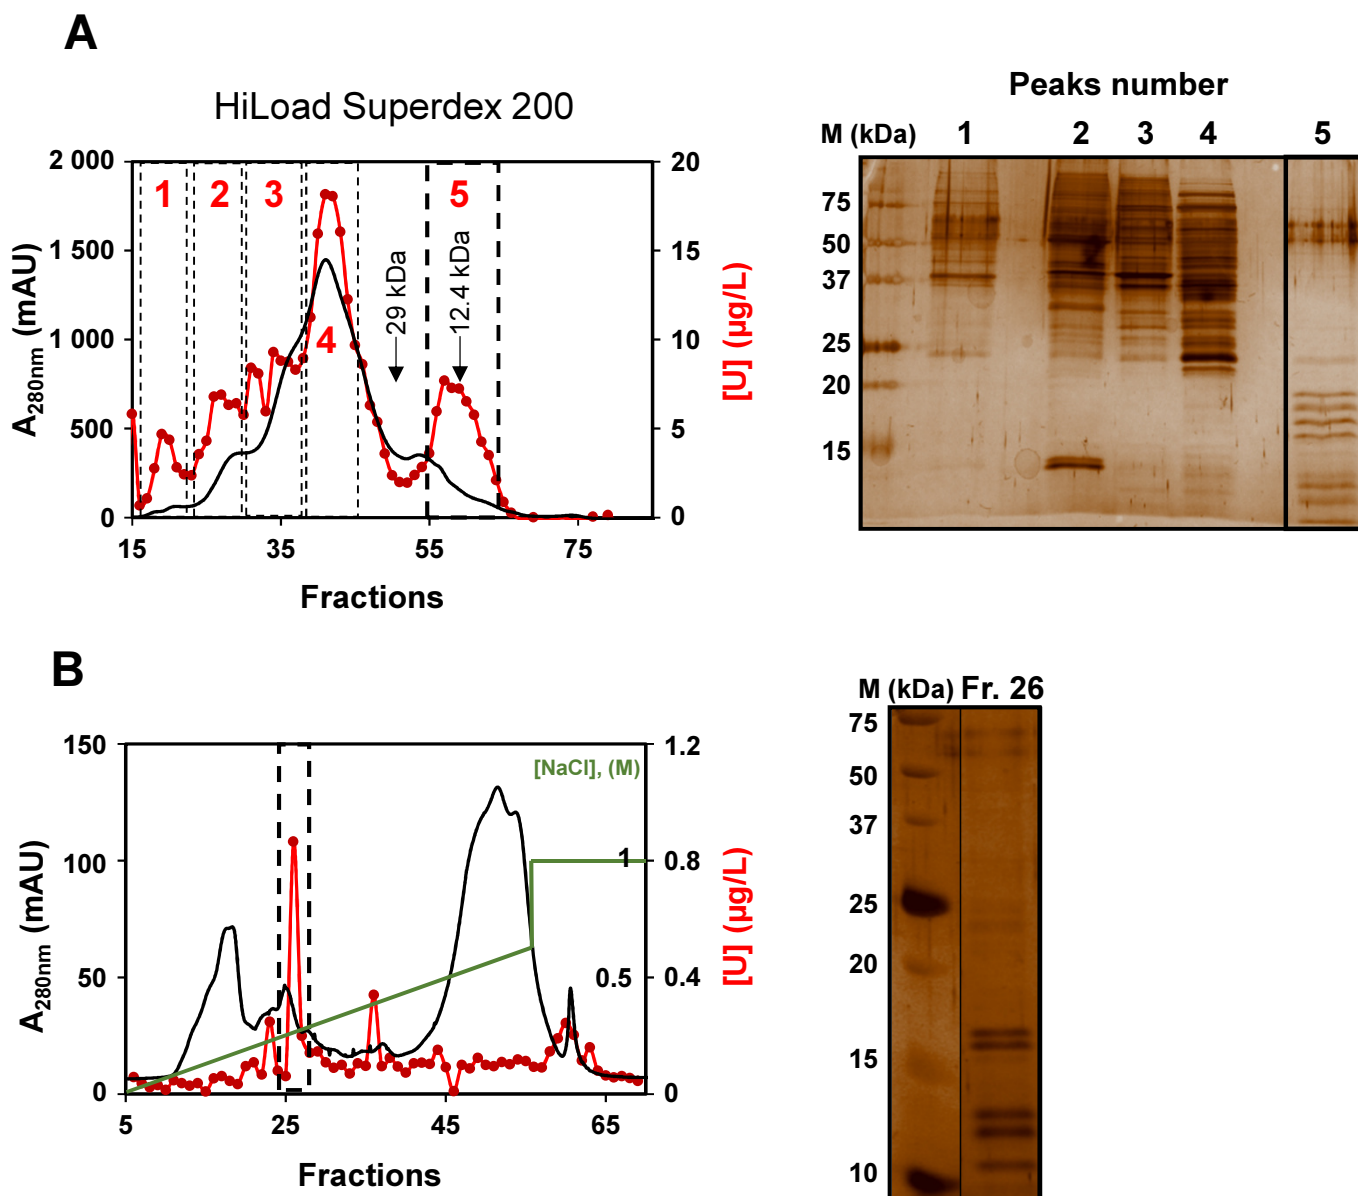 A
HiLoad Superdex 200
Peaks number
M (kDa) 1 2 3 4 5
2 000
1 500
1 000
500
0
A280nm (mAU)
1 2 3 4 5
29 kDa
12.4 kDa
20
15
10
5
0
[U] (µg/L)
15 35 55 75
Fractions
75
50
37
25
20
15
B
M (kDa) Fr. 26
150
100
50
0
A280nm (mAU)
[NaCl], (M)
1
0.5
1.2
0.8
0.4
0
[U] (µg/L)
5 25 45 65
Fractions
75
50
37
25
20
15
10